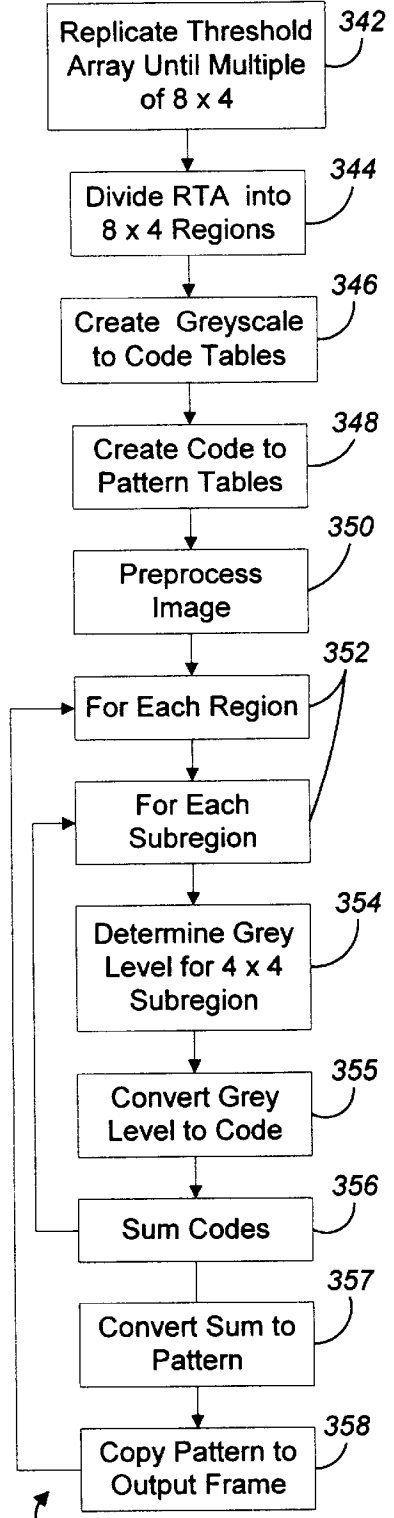 Replicate Threshold
Array Until Multiple
of 8 x 4
342
Divide RTA into
8 x 4 Regions
344
Create Greyscale
to Code Tables
346
Create Code to
Pattern Tables
348
Preprocess
Image
350
For Each Region
352
For Each
Subregion
Determine Grey
Level for 4 x 4
Subregion
354
Convert Grey
Level to Code
355
Sum Codes
356
Convert Sum to
Pattern
357
Copy Pattern to
Output Frame
358